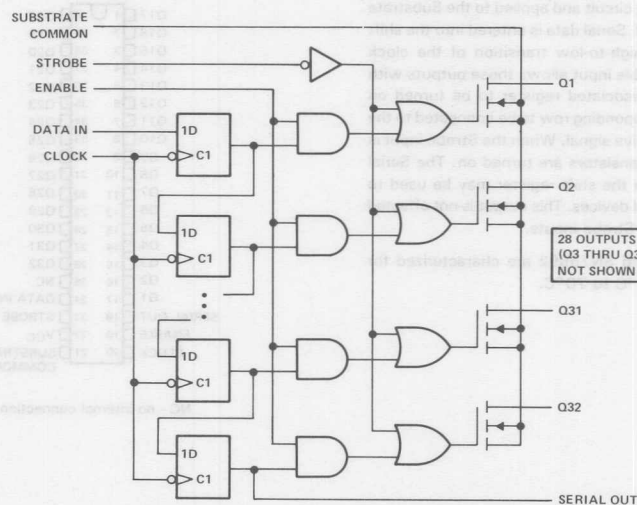 SUBSTRATE
COMMON
STROBE
ENABLE
DATA IN
CLOCK
1D
C1
1D
C1
1D
C1
1D
C1
Q1
Q2
28 OUTPUTS
(Q3 THRU Q3
NOT SHOWN
Q31
Q32
SERIAL OUT